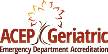 ACEP Geriatric
Emergency Department Accreditation